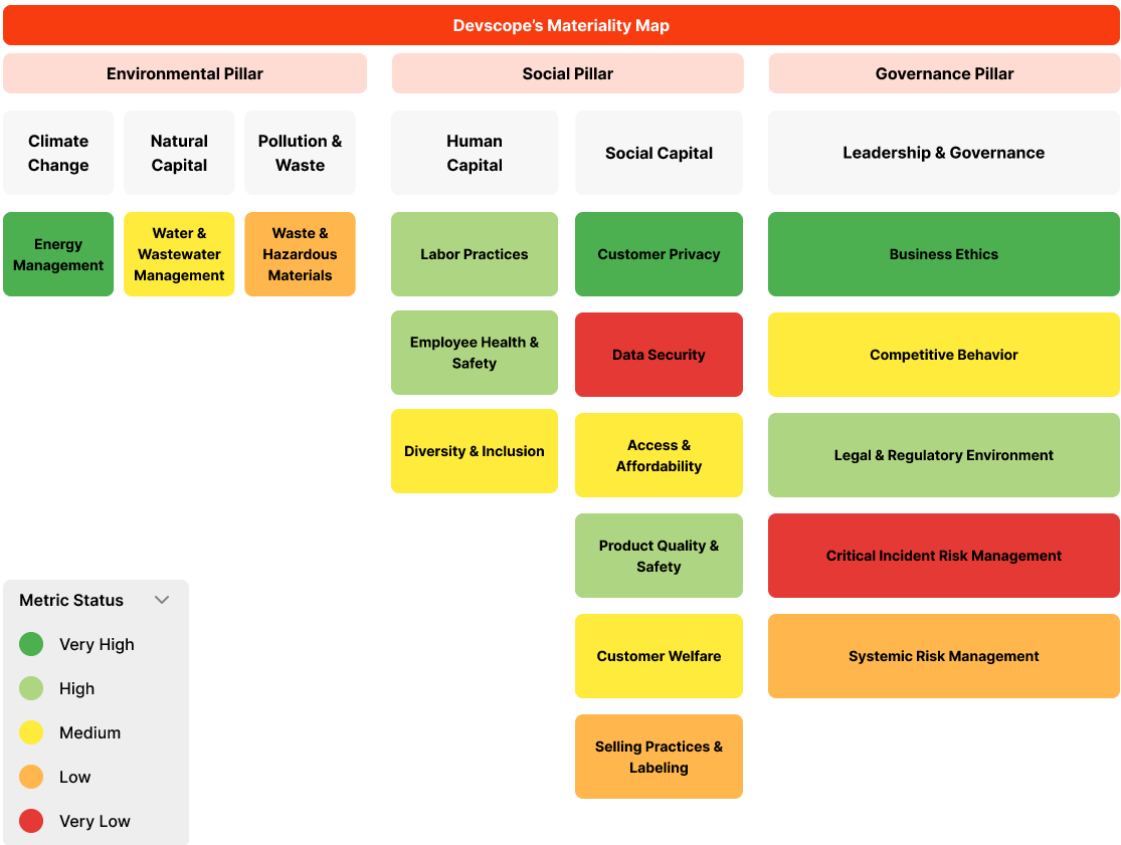 Devscope's Materiality Map
Environmental Pillar
Social Pillar
Governance Pillar
Climate
Change
Natural
Capital
Pollution &
Waste
Human
Capital
Social Capital
Leadership & Governance
Energy
Management
Water &
Wastewater
Management
Waste &
Hazardous
Materials
Labor Practices
Customer Privacy
Business Ethics
Employee Health &
Safety
Data Security
Competitive Behavior
Diversity & Inclusion
Access &
Affordability
Legal & Regulatory Environment
Product Quality &
Safety
Critical Incident Risk Management
Customer Welfare
Systemic Risk Management
Selling Practices &
Labeling
Metric Status
Very High
High
Medium
Low
Very Low